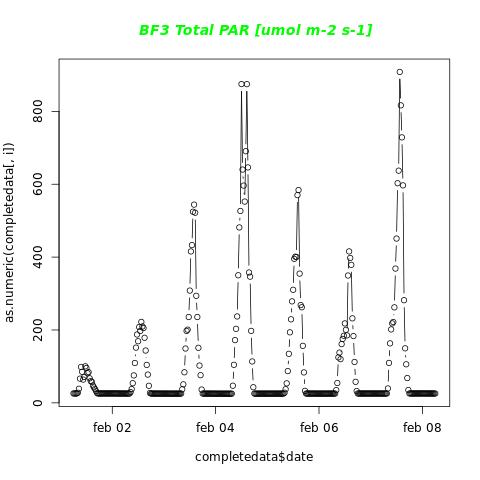 BF3 Total PAR [umol m-2 s-1]
as.numeric(completedata[, i])
800
600
400
200
0
feb 02 feb 04 feb 06 feb 08
completedata$date